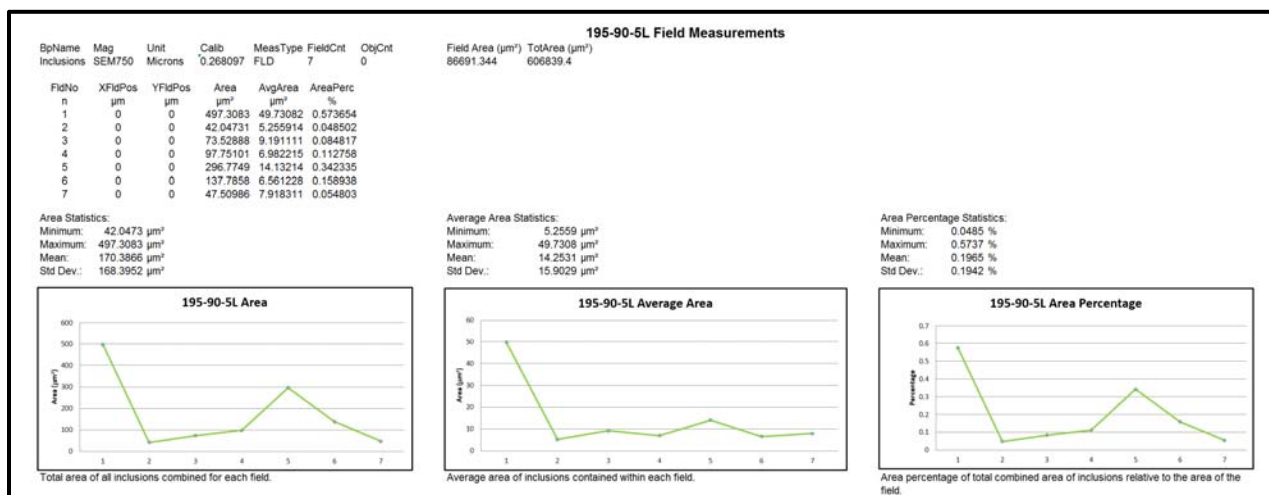 195-90-5L Field Measurements
BpName Mag Unit Calib MeasType FieldCnt ObjCnt Field Area (µm²) TotArea (µm²)
Inclusions SEM750 Microns 0.268097 FLD 7 0 86691.344 606839.4
FldNo XFldPos YFldPos Area AvgArea AreaPerc
n µm µm µm² µm² %
1 0 0 497.3083 49.73082 0.573654
2 0 0 42.04731 5.255914 0.048502
3 0 0 73.52888 9.191111 0.084817
4 0 0 97.75101 6.982215 0.112758
5 0 0 296.7749 14.13214 0.342335
6 0 0 137.7858 6.561228 0.158938
7 0 0 47.50986 7.918311 0.054803
Area Statistics:
Minimum: 42.0473 µm²
Maximum: 497.3083 µm²
Mean: 170.3866 µm²
Std Dev.: 168.3952 µm²
Average Area Statistics:
Minimum: 5.2559 µm²
Maximum: 49.7308 µm²
Mean: 14.2531 µm²
Std Dev.: 15.9029 µm²
Area Percentage Statistics:
Minimum: 0.0485 %
Maximum: 0.5737 %
Mean: 0.1965 %
Std Dev.: 0.1942 %
195-90-5L Area
600
500
400
300
200
100
0
Area (µm²)
1 2 3 4 5 6 7
Total area of all inclusions combined for each field.
195-90-5L Average Area
60
50
40
30
20
10
0
Area (µm²)
1 2 3 4 5 6 7
Average area of inclusions contained within each field.
195-90-5L Area Percentage
0.7
0.6
0.5
0.4
0.3
0.2
0.1
0
Percentage
1 2 3 4 5 6 7
Area percentage of total combined area of inclusions relative to the area of the
field.